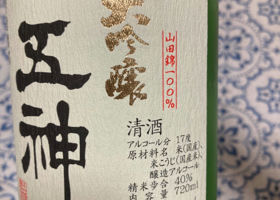 大吟醸
山田錦一〇〇%
五神
清酒
アルコール分 17度
原材料名 米(国産)、
米こうじ(国産米)、
醸造アルコール
精米歩合 40%
内容量 720ml